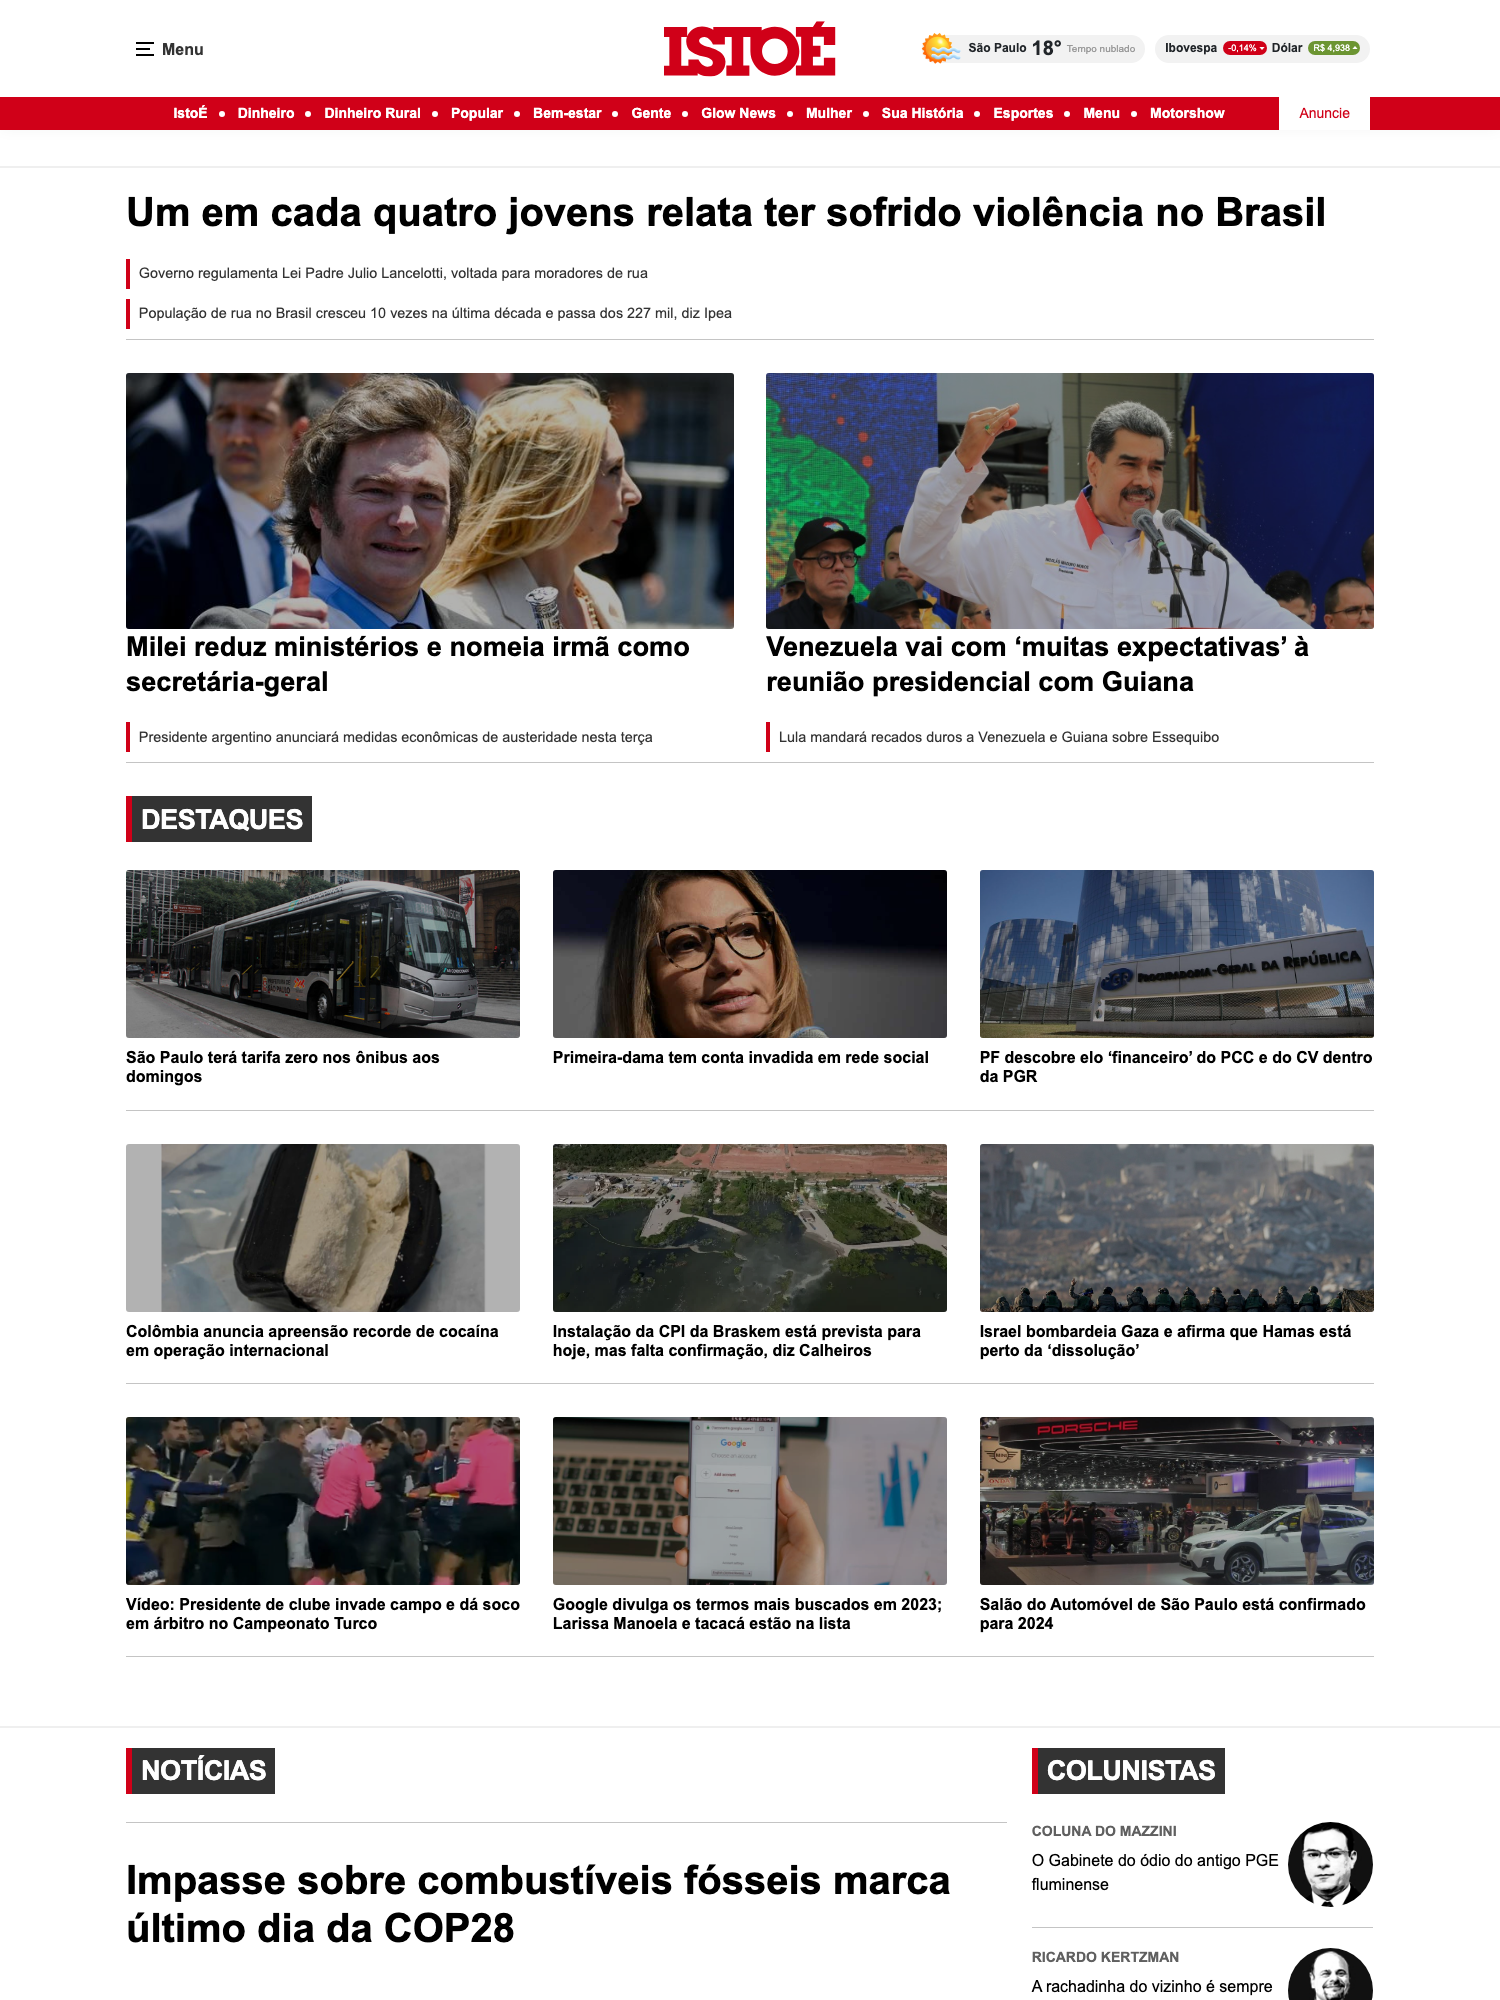 Menu
ISTOÉ
São Paulo 18° Tempo nublado
Ibovespa -0,14% Dólar R$ 4,938
IstoÉ • Dinheiro • Dinheiro Rural • Popular • Bem-estar • Gente • Glow News • Mulher • Sua História • Esportes • Menu • Motorshow
Anuncie
Um em cada quatro jovens relata ter sofrido violência no Brasil
Governo regulamenta Lei Padre Julio Lancelotti, voltada para moradores de rua
População de rua no Brasil cresceu 10 vezes na última década e passa dos 227 mil, diz Ipea
Milei reduz ministérios e nomeia irmã como
secretária-geral
Presidente argentino anunciará medidas econômicas de austeridade nesta terça
Venezuela vai com ‘muitas expectativas’ à
reunião presidencial com Guiana
Lula mandará recados duros a Venezuela e Guiana sobre Essequibo
DESTAQUES
São Paulo terá tarifa zero nos ônibus aos
domingos
Primeira-dama tem conta invadida em rede social
PROCURADORIA-GERAL DA REPÚBLICA
PF descobre elo ‘financeiro’ do PCC e do CV dentro
da PGR
Colômbia anuncia apreensão recorde de cocaína
em operação internacional
Instalação da CPI da Braskem está prevista para
hoje, mas falta confirmação, diz Calheiros
Israel bombardeia Gaza e afirma que Hamas está
perto da ‘dissolução’
Vídeo: Presidente de clube invade campo e dá soco
em árbitro no Campeonato Turco
Google
Google divulga os termos mais buscados em 2023;
Larissa Manoela e tacacá estão na lista
PORSCHE
MINI
Salão do Automóvel de São Paulo está confirmado
para 2024
NOTÍCIAS
Impasse sobre combustíveis fósseis marca
último dia da COP28
COLUNISTAS
COLUNA DO MAZZINI
O Gabinete do ódio do antigo PGE
fluminense
RICARDO KERTZMAN
A rachadinha do vizinho é sempre